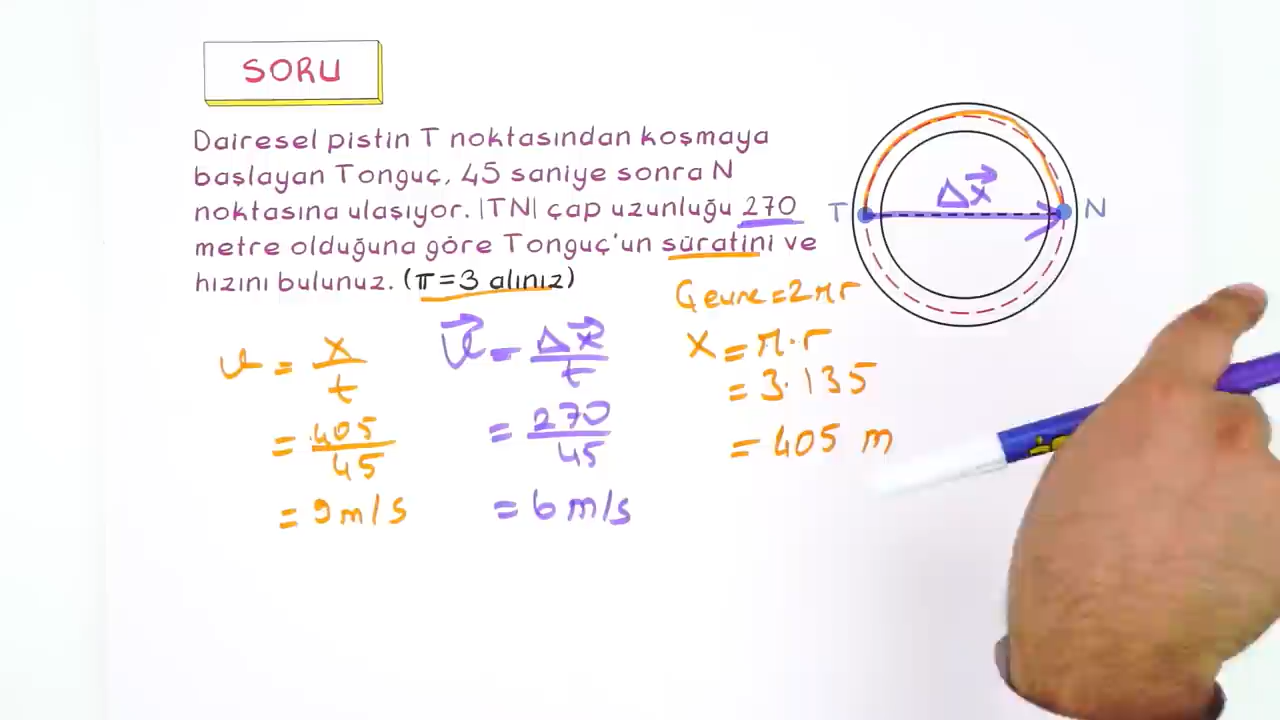 SORU
Dairesel pistin T noktasından koşmaya
başlayan Tonguç, 45 saniye sonra N
noktasına ulaşıyor. |TN| çap uzunluğu 270
metre olduğuna göre Tonguç'un süratini ve
hızını bulunuz. (π=3 alınız)
T
Δx⃗
N
Çevre=2πr
x = π·r
= 3·135
= 405 m
v = x/t
= 405/45
= 9 m/s
v⃗ = Δx⃗/t
= 270/45
= 6 m/s